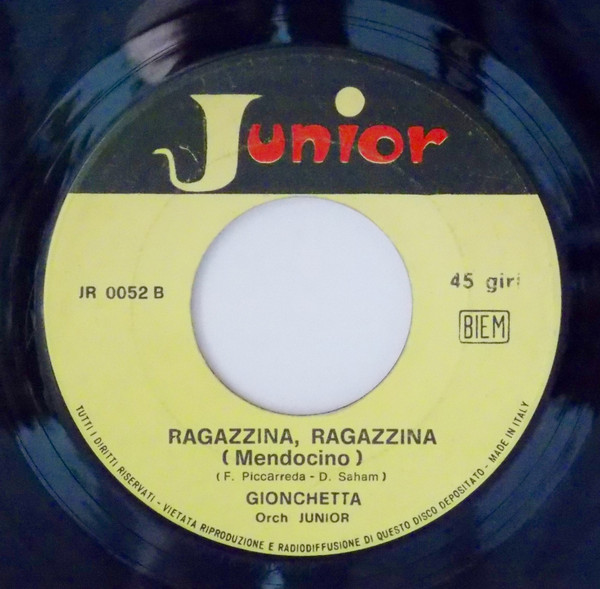 Junior
JR 0052 B
45 giri
BIEM
RAGAZZINA, RAGAZZINA
(Mendocino)
(F. Piccarreda - D. Saham)
GIONCHETTA
Orch JUNIOR
TUTTI I DIRITTI RISERVATI - VIETATA RIPRODUZIONE E RADIODIFFUSIONE DI QUESTO DISCO DEPOSITATO - MADE IN ITALY